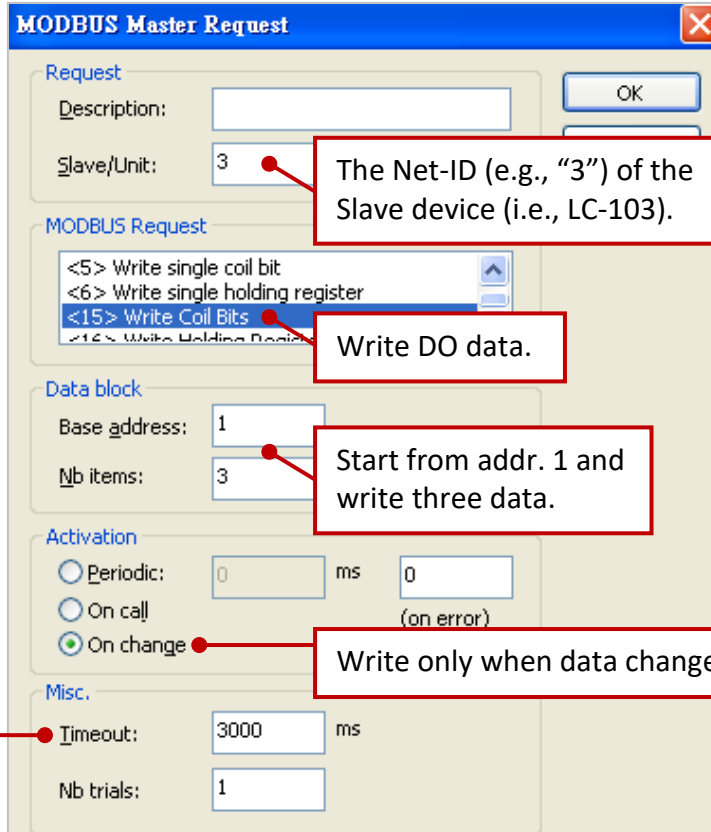 MODBUS Master Request
Request
OK
Description:
Slave/Unit:
3
The Net-ID (e.g., “3”) of the
Slave device (i.e., LC-103).
MODBUS Request
<5> Write single coil bit
<6> Write single holding register
<15> Write Coil Bits
<16> Write Holding Regist
Write DO data.
Data block
Base address:
1
Nb items:
3
Start from addr. 1 and
write three data.
Activation
Periodic:
0
ms
0
On call
(on error)
On change
Write only when data change
Misc.
Timeout:
3000
ms
Nb trials:
1